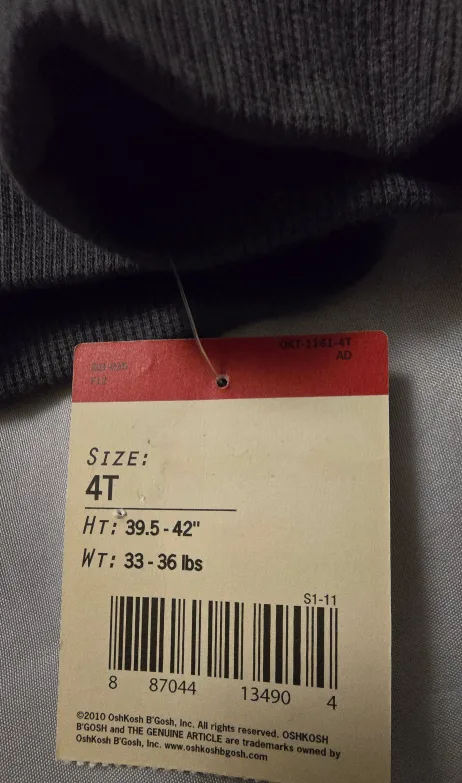 AD
SIZE:
4T
HT: 39.5 - 42"
WT: 33 - 36 lbs
S1-11
8 87044 13490 4
©2010 OshKosh B'Gosh, Inc. All rights reserved. OSHKOSH
B'GOSH and THE GENUINE ARTICLE are trademarks owned by
OshKosh B'Gosh, Inc. www.oshkoshbgosh.com